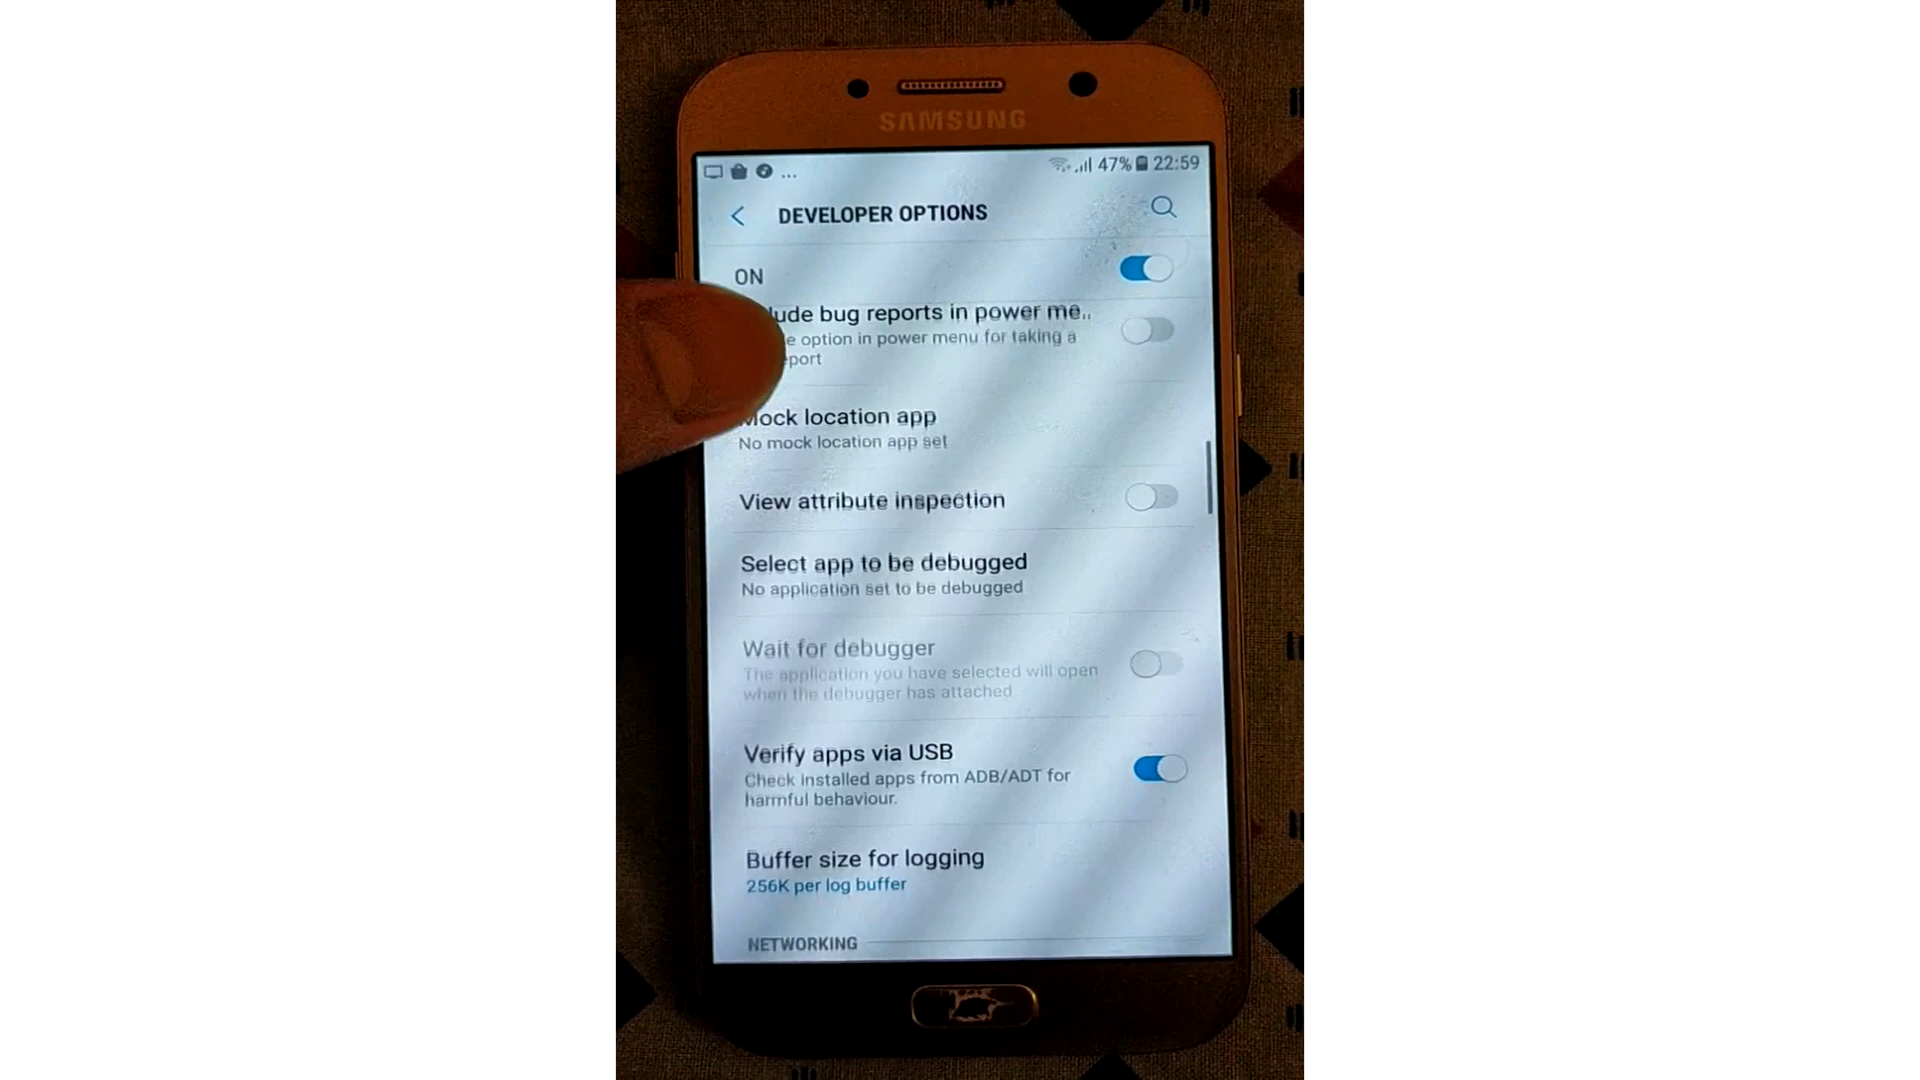 SAMSUNG
... 47% 22:59
DEVELOPER OPTIONS
ON
ude bug reports in power me..
e option in power menu for taking a
port
Mock location app
No mock location app set
View attribute inspection
Select app to be debugged
No application set to be debugged
Wait for debugger
The application you have selected will open
when the debugger has attached
Verify apps via USB
Check installed apps from ADB/ADT for
harmful behaviour.
Buffer size for logging
256K per log buffer
NETWORKING